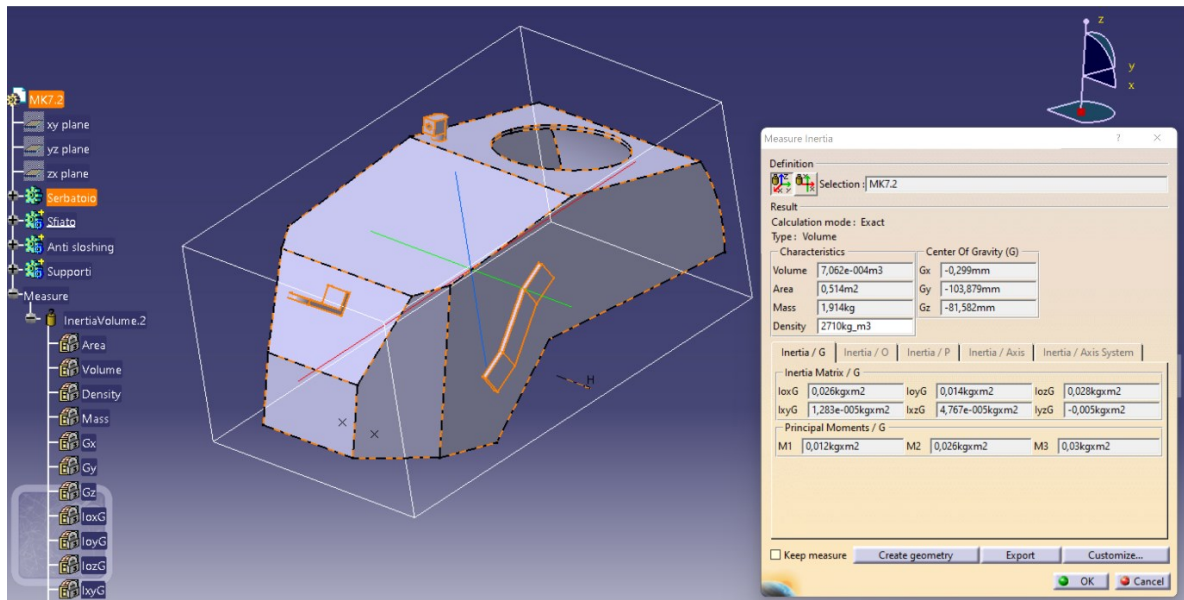 MK7.2
xy plane
yz plane
zx plane
Serbatoio
Sfiato
Anti sloshing
Supporti
Measure
InertiaVolume.2
Area
Volume
Density
Mass
Gx
Gy
Gz
IoxG
IoyG
IozG
IxyG
H
z
y
x
Measure Inertia ? ×
Definition
Selection : MK7.2
Result
Calculation mode : Exact
Type : Volume
Characteristics Center Of Gravity (G)
Volume 7,062e-004m3 Gx -0,299mm
Area 0,514m2 Gy -103,879mm
Mass 1,914kg Gz -81,582mm
Density 2710kg_m3
Inertia / G Inertia / O Inertia / P Inertia / Axis Inertia / Axis System
Inertia Matrix / G
IoxG 0,026kgxm2 IoyG 0,014kgxm2 IozG 0,028kgxm2
IxyG 1,283e-005kgxm2 IxzG 4,767e-005kgxm2 IyzG -0,005kgxm2
Principal Moments / G
M1 0,012kgxm2 M2 0,026kgxm2 M3 0,03kgxm2
Keep measure Create geometry Export Customize...
OK Cancel